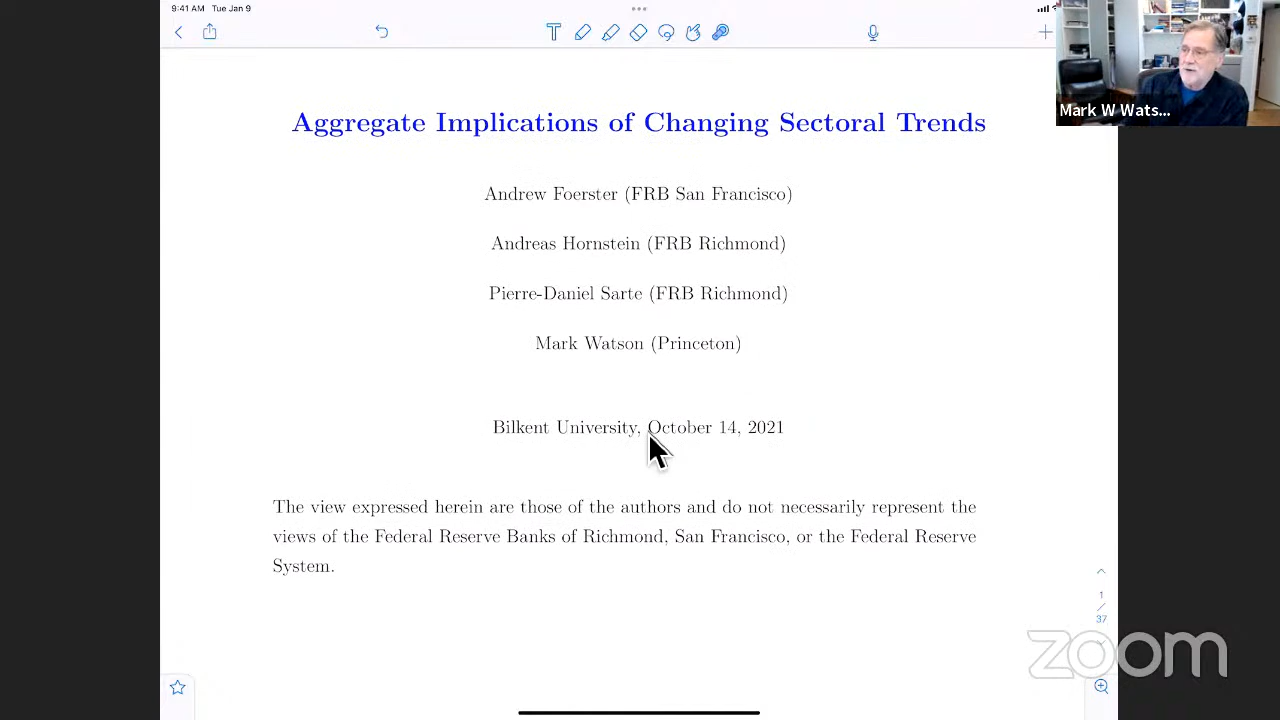 9:41 AM Tue Jan 9
Mark W Wats...
Aggregate Implications of Changing Sectoral Trends
Andrew Foerster (FRB San Francisco)
Andreas Hornstein (FRB Richmond)
Pierre-Daniel Sarte (FRB Richmond)
Mark Watson (Princeton)
Bilkent University, October 14, 2021
The view expressed herein are those of the authors and do not necessarily represent the
views of the Federal Reserve Banks of Richmond, San Francisco, or the Federal Reserve
System.
1
/
37
zoom